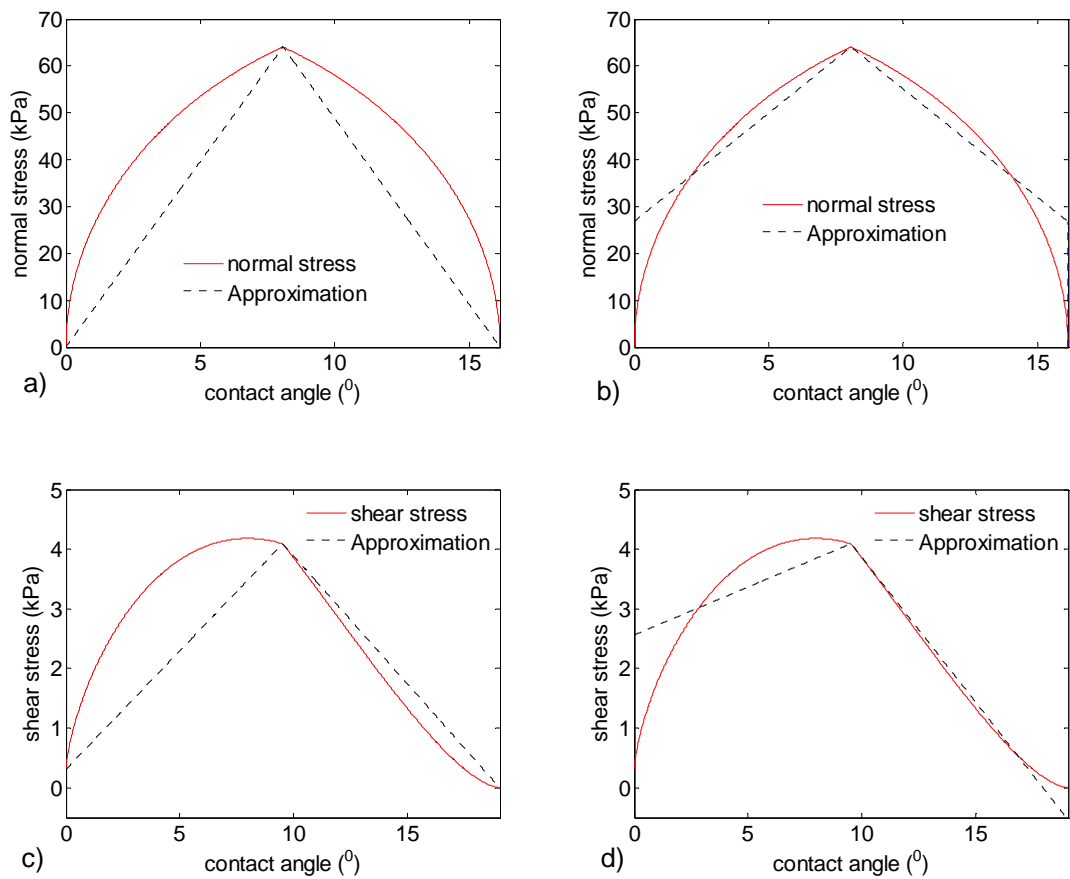 70
60
50
40
30
20
10
0
normal stress (kPa)
normal stress
Approximation
0 5 10 15
contact angle (⁰)
a)
70
60
50
40
30
20
10
0
normal stress (kPa)
normal stress
Approximation
0 5 10 15
contact angle (⁰)
b)
5
4
3
2
1
0
shear stress (kPa)
shear stress
Approximation
0 5 10 15
contact angle (⁰)
c)
5
4
3
2
1
0
shear stress (kPa)
shear stress
Approximation
0 5 10 15
contact angle (⁰)
d)